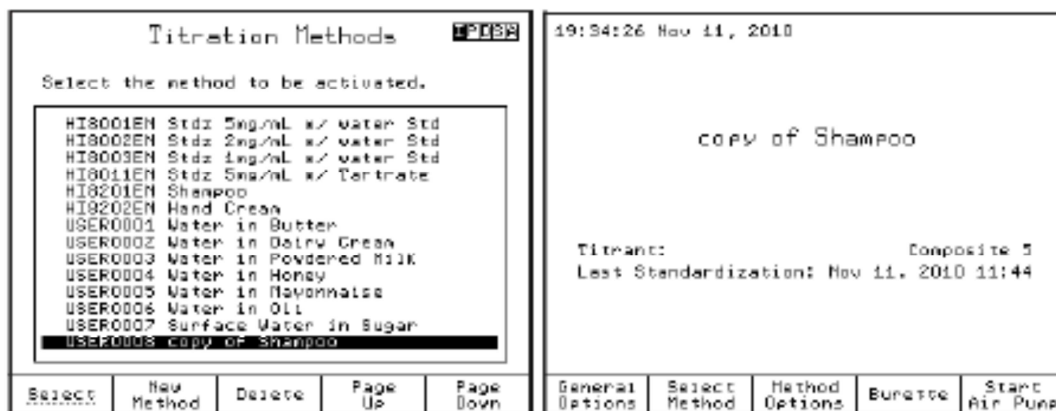 Titration Methods
Select the method to be activated.
HI8001EN Stdz 5mg/mL w/ water Std
HI8002EN Stdz 2mg/mL w/ water Std
HI8003EN Stdz 1mg/mL w/ water Std
HI8011EN Stdz 5mg/mL w/ Tartrate
HI8201EN Shampoo
HI8202EN Hand Cream
USER0001 Water in Butter
USER0002 Water in Dairy Cream
USER0003 Water in Powdered Milk
USER0004 Water in Honey
USER0005 Water in Mayonnaise
USER0006 Water in Oil
USER0007 Surface Water in Sugar
USER0008 copy of Shampoo
Select
New Method
Delete
Page Up
Page Down
19:34:26 Nov 11, 2010
copy of Shampoo
Titrant: Composite 5
Last Standardization: Nov 11, 2010 11:44
General Options
Select Method
Method Options
Burette
Start Air Pump